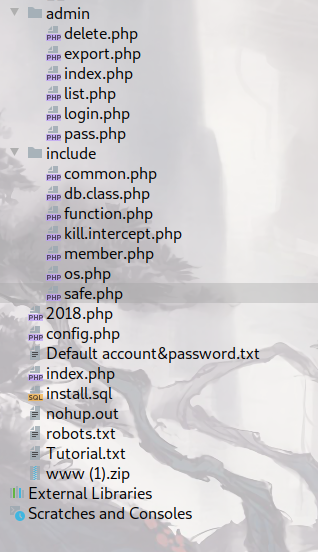 admin
PHP delete.php
PHP export.php
PHP index.php
PHP list.php
PHP login.php
PHP pass.php
include
PHP common.php
PHP db.class.php
PHP function.php
PHP kill.intercept.php
PHP member.php
PHP os.php
PHP safe.php
PHP 2018.php
PHP config.php
Default account&password.txt
PHP index.php
SQL install.sql
nohup.out
robots.txt
Tutorial.txt
www (1).zip
External Libraries
Scratches and Consoles